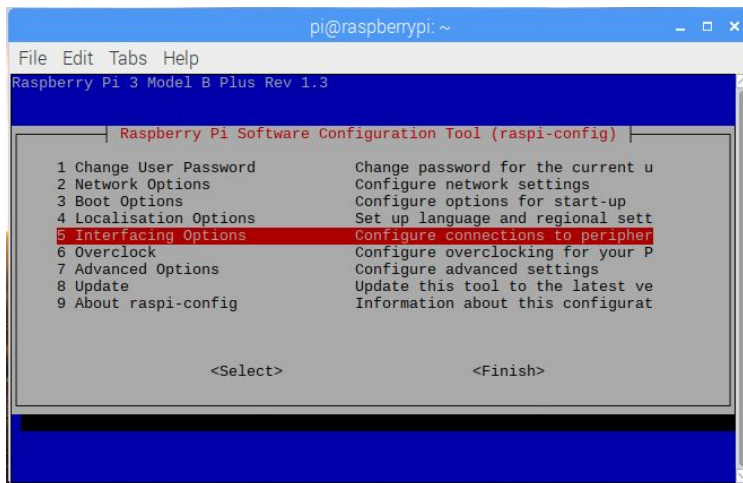 pi@raspberrypi: ~
File Edit Tabs Help
Raspberry Pi 3 Model B Plus Rev 1.3
Raspberry Pi Software Configuration Tool (raspi-config)
1 Change User Password Change password for the current u
2 Network Options Configure network settings
3 Boot Options Configure options for start-up
4 Localisation Options Set up language and regional sett
5 Interfacing Options Configure connections to peripher
6 Overclock Configure overclocking for your P
7 Advanced Options Configure advanced settings
8 Update Update this tool to the latest ve
9 About raspi-config Information about this configurat
<Select> <Finish>